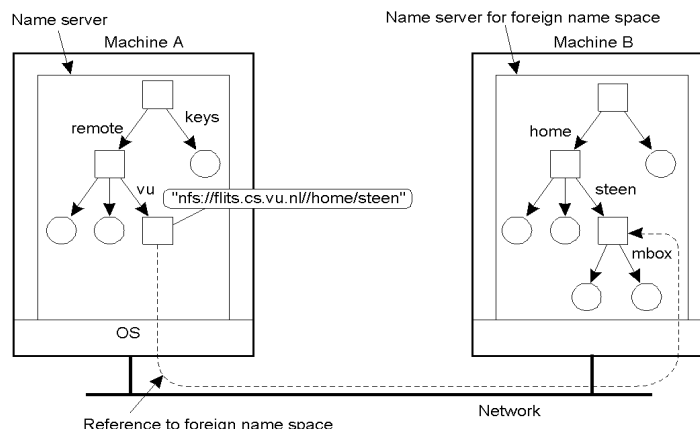 Name server
Name server for foreign name space
Machine A
Machine B
keys
remote
home
vu
"nfs://flits.cs.vu.nl//home/steen"
steen
mbox
OS
Network
Reference to foreign name space